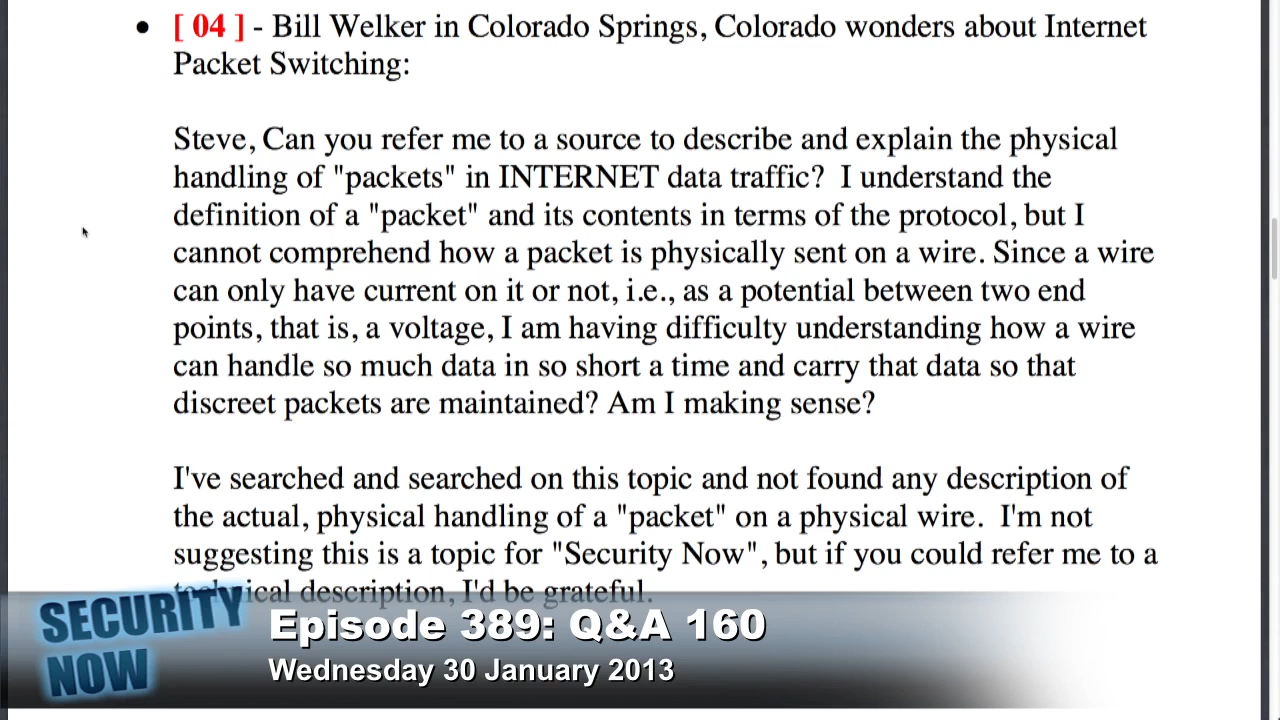 [ 04 ] - Bill Welker in Colorado Springs, Colorado wonders about Internet
Packet Switching:
Steve, Can you refer me to a source to describe and explain the physical
handling of "packets" in INTERNET data traffic?  I understand the
definition of a "packet" and its contents in terms of the protocol, but I
cannot comprehend how a packet is physically sent on a wire. Since a wire
can only have current on it or not, i.e., as a potential between two end
points, that is, a voltage, I am having difficulty understanding how a wire
can handle so much data in so short a time and carry that data so that
discreet packets are maintained? Am I making sense?
I've searched and searched on this topic and not found any description of
the actual, physical handling of a "packet" on a physical wire.  I'm not
suggesting this is a topic for "Security Now", but if you could refer me to a
technical description, I'd be grateful.
SECURITY
NOW
Episode 389: Q&A 160
Wednesday 30 January 2013